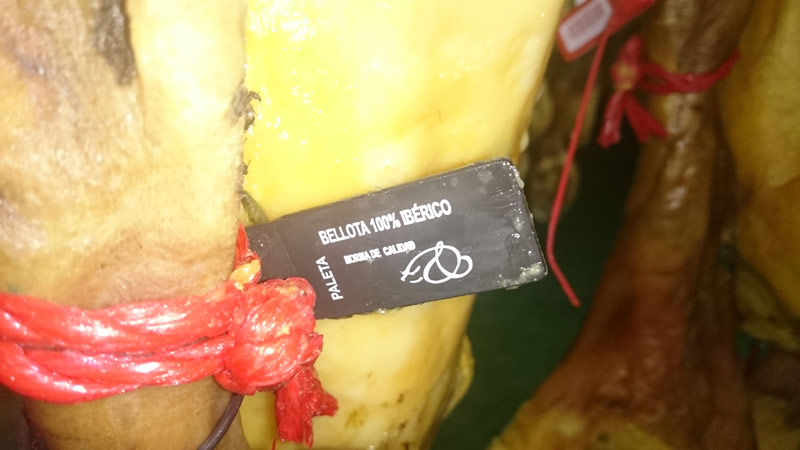 PALETA
BELLOTA 100% IBÉRICO
NORMA DE CALIDAD